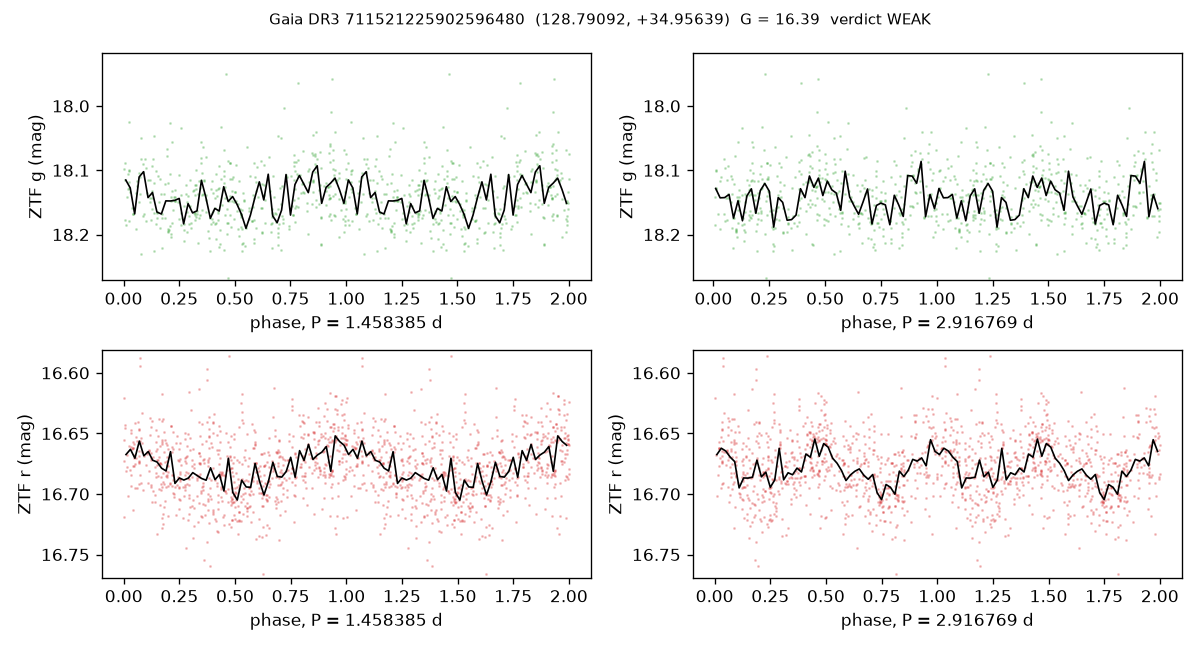 Gaia DR3 711521225902596480  (128.79092, +34.95639)  G = 16.39  verdict WEAK
ZTF g (mag)
18.0
18.1
18.2
0.00 0.25 0.50 0.75 1.00 1.25 1.50 1.75 2.00
phase, P = 1.458385 d
ZTF g (mag)
18.0
18.1
18.2
0.00 0.25 0.50 0.75 1.00 1.25 1.50 1.75 2.00
phase, P = 2.916769 d
ZTF r (mag)
16.60
16.65
16.70
16.75
0.00 0.25 0.50 0.75 1.00 1.25 1.50 1.75 2.00
phase, P = 1.458385 d
ZTF r (mag)
16.60
16.65
16.70
16.75
0.00 0.25 0.50 0.75 1.00 1.25 1.50 1.75 2.00
phase, P = 2.916769 d